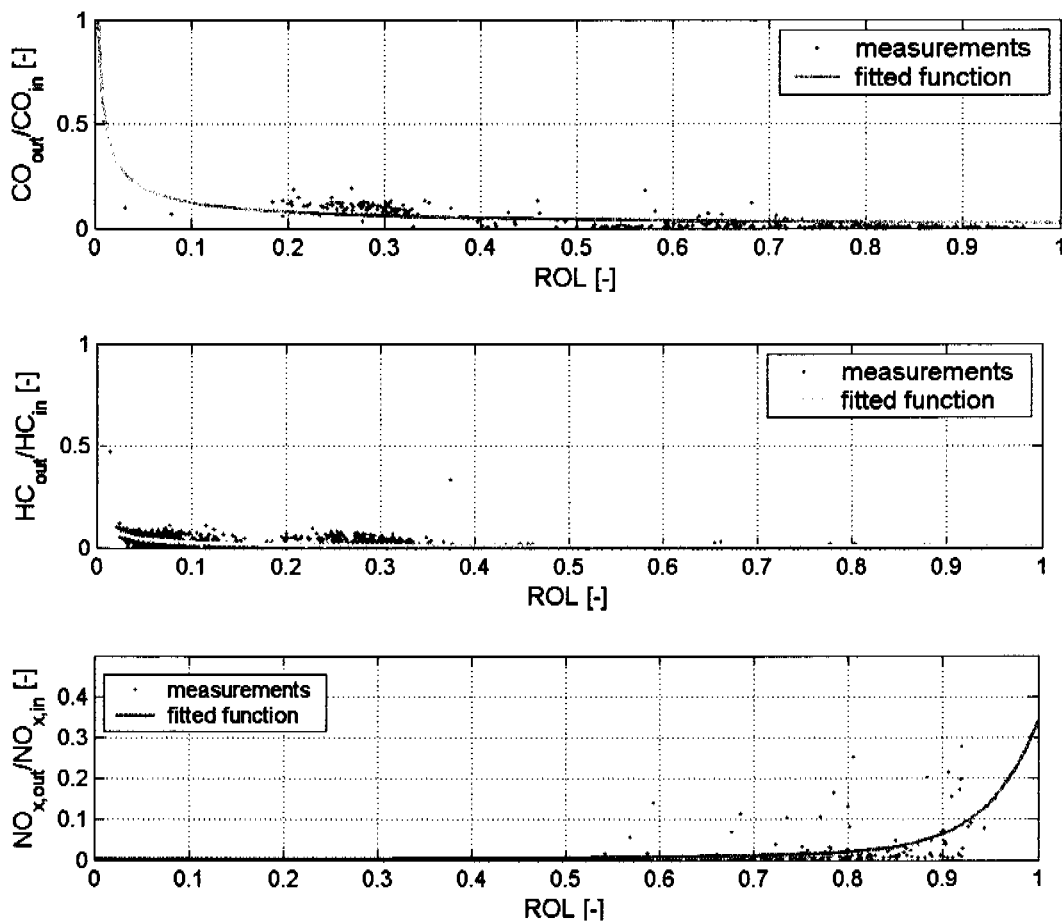 CO_out/CO_in [-]
1
0.5
0
measurements
fitted function
0 0.1 0.2 0.3 0.4 0.5 0.6 0.7 0.8 0.9 1
ROL [-]
HC_out/HC_in [-]
1
0.5
0
measurements
fitted function
0 0.1 0.2 0.3 0.4 0.5 0.6 0.7 0.8 0.9 1
ROL [-]
NO_x,out/NO_x,in [-]
0.4
0.3
0.2
0.1
0
measurements
fitted function
0 0.1 0.2 0.3 0.4 0.5 0.6 0.7 0.8 0.9 1
ROL [-]